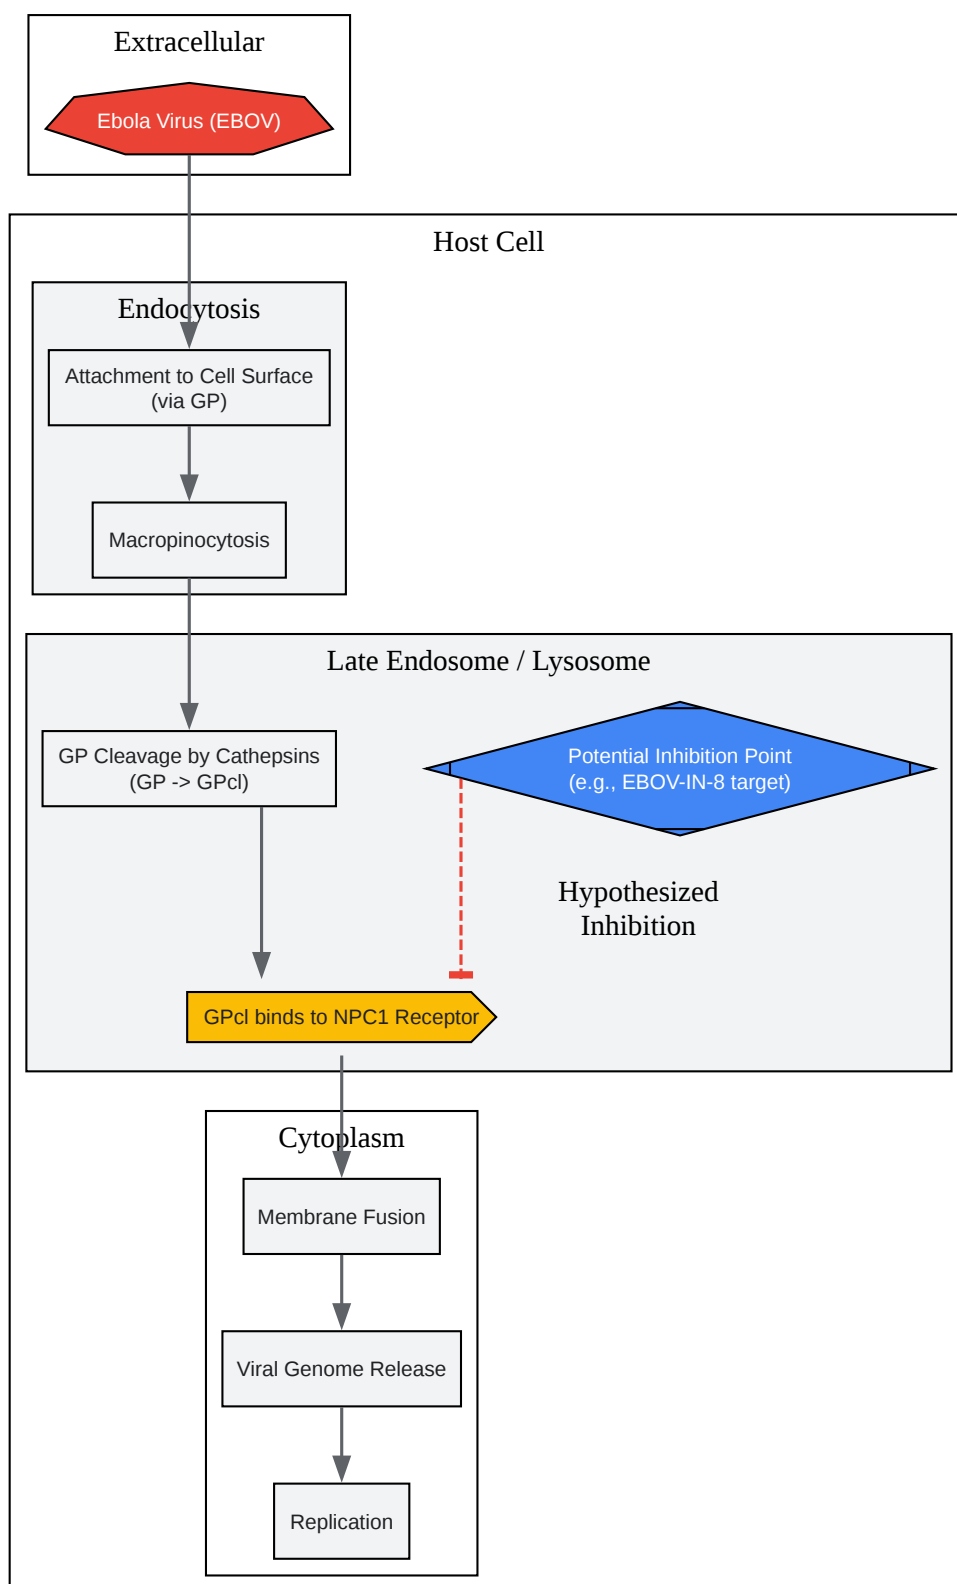 Extracellular
Ebola Virus (EBOV)
Host Cell
Endocytosis
Attachment to Cell Surface
(via GP)
Macropinocytosis
Late Endosome / Lysosome
GP Cleavage by Cathepsins
(GP -> GPcl)
Potential Inhibition Point
(e.g., EBOV-IN-8 target)
Hypothesized
Inhibition
GPcl binds to NPC1 Receptor
Cytoplasm
Membrane Fusion
Viral Genome Release
Replication